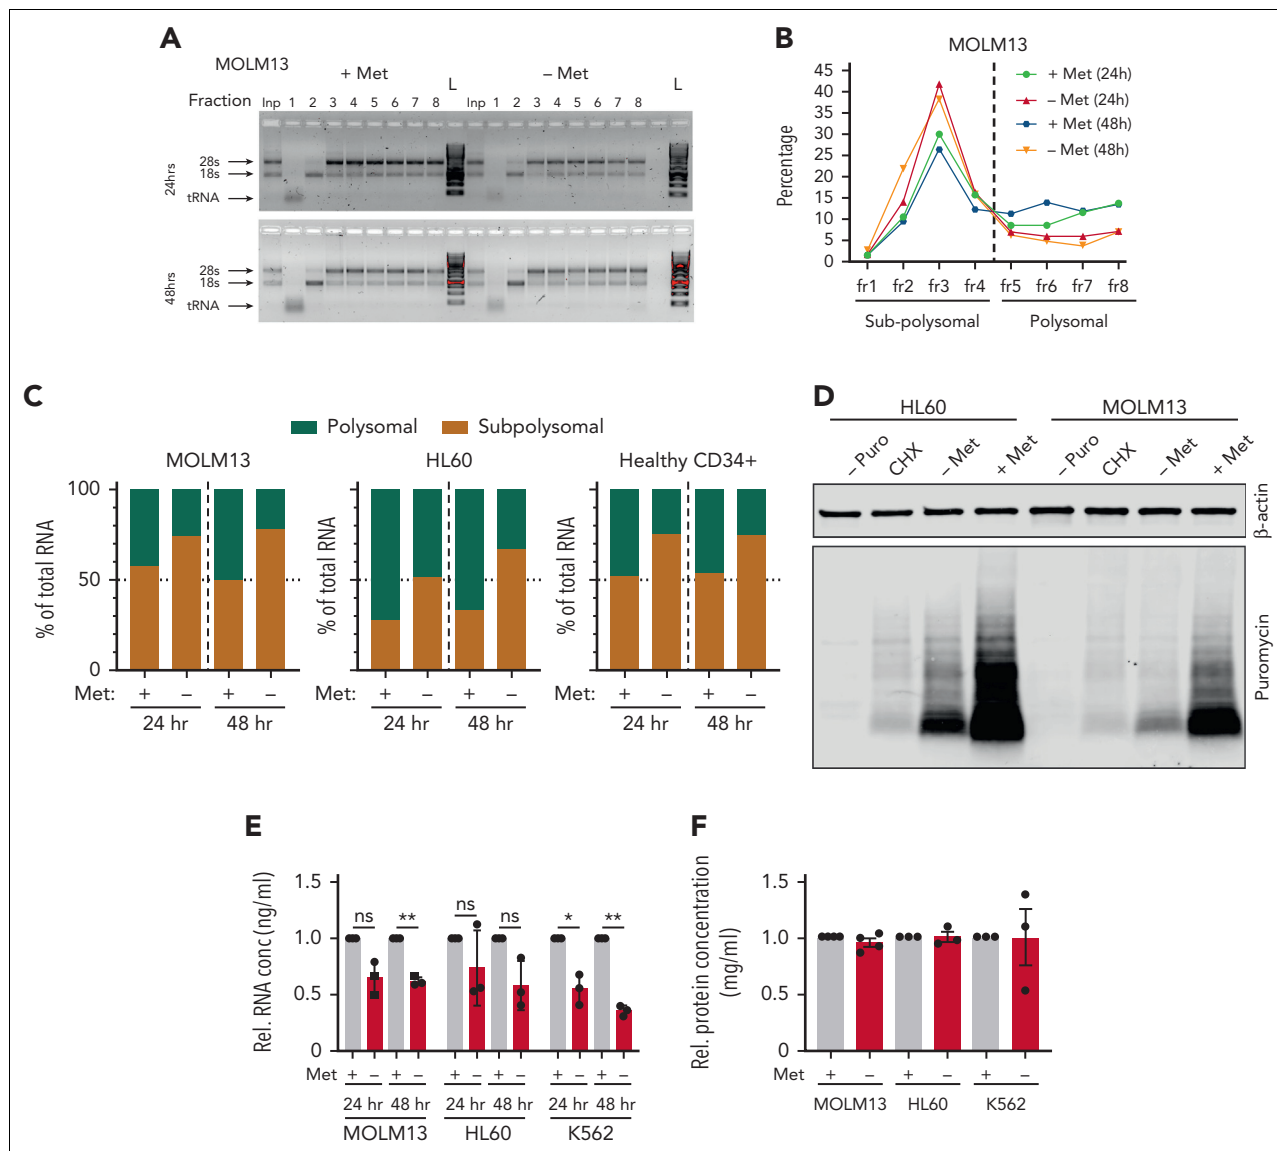 A
MOLM13
+ Met
– Met
L
L
Fraction
Inp 1 2 3 4 5 6 7 8
Inp 1 2 3 4 5 6 7 8
24hrs
28s
18s
tRNA
48hrs
28s
18s
tRNA
B
MOLM13
Percentage
45
40
35
30
25
20
15
10
5
0
+ Met (24h)
– Met (24h)
+ Met (48h)
– Met (48h)
fr1 fr2 fr3 fr4 fr5 fr6 fr7 fr8
Sub-polysomal
Polysomal
C
Polysomal
Subpolysomal
MOLM13
HL60
Healthy CD34+
% of total RNA
100
50
0
% of total RNA
100
50
0
% of total RNA
100
50
0
Met: + – + –
24 hr 48 hr
Met: + – + –
24 hr 48 hr
Met: + – + –
24 hr 48 hr
D
HL60
MOLM13
– Puro
CHX
– Met
+ Met
– Puro
CHX
– Met
+ Met
β-actin
Puromycin
E
Rel. RNA conc (ng/ml)
1.5
1.0
0.5
0
ns
**
ns
ns
*
**
Met + – + – + – + – + – + –
24 hr 48 hr 24 hr 48 hr 24 hr 48 hr
MOLM13 HL60 K562
F
Rel. protein concentration
(mg/ml)
1.5
1.0
0.5
0
Met + – + – + –
MOLM13 HL60 K562